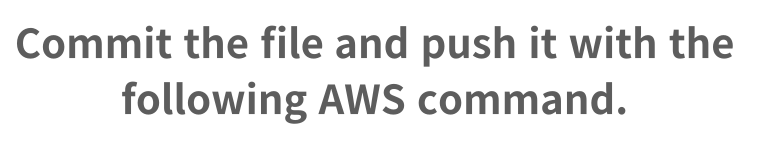 Commit the file and push it with the
following AWS command.